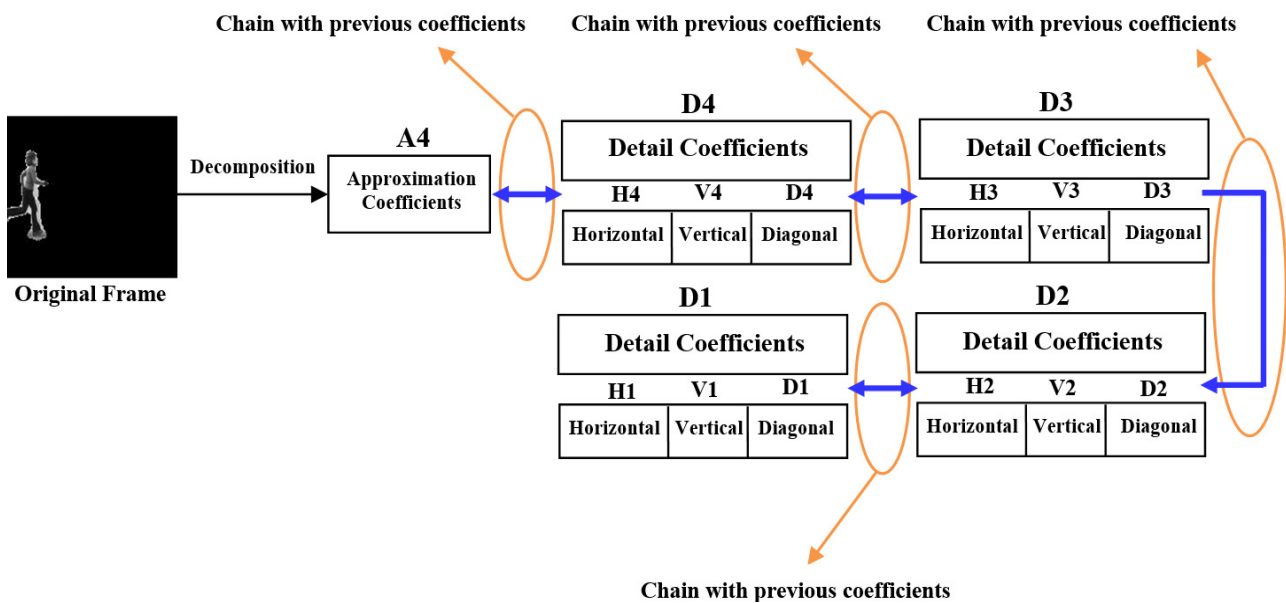 Chain with previous coefficients
Chain with previous coefficients
Chain with previous coefficients
Original Frame
Decomposition
A4
Approximation
Coefficients
D4
Detail Coefficients
H4 V4 D4
Horizontal Vertical Diagonal
D3
Detail Coefficients
H3 V3 D3
Horizontal Vertical Diagonal
D1
Detail Coefficients
H1 V1 D1
Horizontal Vertical Diagonal
D2
Detail Coefficients
H2 V2 D2
Horizontal Vertical Diagonal
Chain with previous coefficients